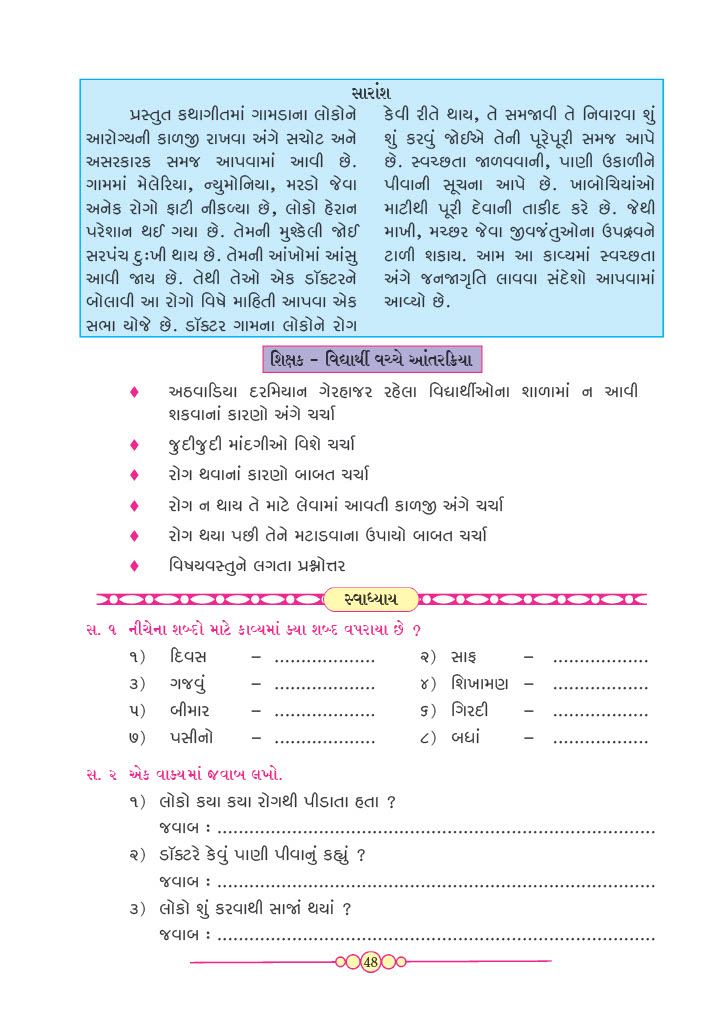 સારાંશ
પ્રસ્તુત કથાગીતમાં ગામડાના લોકોને
આરોગ્યની કાળજી રાખવા અંગે સચોટ અને
અસરકારક સમજ આપવામાં આવી છે.
ગામમાં મેલેરિયા, ન્યુમોનિયા, મરડો જેવા
અનેક રોગો ફાટી નીકળ્યા છે, લોકો હેરાન
પરેશાન થઈ ગયા છે. તેમની મુશ્કેલી જોઈ
સરપંચ દુઃખી થાય છે. તેમની આંખોમાં આંસુ
આવી જાય છે. તેથી તેઓ એક ડૉક્ટરને
બોલાવી આ રોગો વિષે માહિતી આપવા એક
સભા યોજે છે. ડૉક્ટર ગામના લોકોને રોગ
કેવી રીતે થાય, તે સમજાવી તે નિવારવા શું
શું કરવું જોઈએ તેની પૂરેપૂરી સમજ આપે
છે. સ્વચ્છતા જાળવવાની, પાણી ઉકાળીને
પીવાની સૂચના આપે છે. ખાબોચિયાંઓ
માટીથી પૂરી દેવાની તાકીદ કરે છે. જેથી
માખી, મચ્છર જેવા જીવજંતુઓના ઉપદ્રવને
ટાળી શકાય. આમ આ કાવ્યમાં સ્વચ્છતા
અંગે જનજાગૃતિ લાવવા સંદેશો આપવામાં
આવ્યો છે.
શિક્ષક - વિદ્યાર્થી વચ્ચે આંતરક્રિયા
♦ અઠવાડિયા દરમિયાન ગેરહાજર રહેલા વિદ્યાર્થીઓના શાળામાં ન આવી
શકવાનાં કારણો અંગે ચર્ચા
♦ જુદીજુદી માંદગીઓ વિશે ચર્ચા
♦ રોગ થવાનાં કારણો બાબત ચર્ચા
♦ રોગ ન થાય તે માટે લેવામાં આવતી કાળજી અંગે ચર્ચા
♦ રોગ થયા પછી તેને મટાડવાના ઉપાયો બાબત ચર્ચા
♦ વિષયવસ્તુને લગતા પ્રશ્નોત્તર
સ્વાધ્યાય
સ. ૧ નીચેના શબ્દો માટે કાવ્યમાં ક્યા શબ્દ વપરાયા છે ?
૧) દિવસ – ................... ૨) સાફ – ..................
૩) ગજવું – ................... ૪) શિખામણ – ..................
૫) બીમાર – ................... ૬) ગિરદી – ..................
૭) પસીનો – ................... ૮) બધાં – ..................
સ. ૨ એક વાક્યમાં જવાબ લખો.
૧) લોકો કયા કયા રોગથી પીડાતા હતા ?
જવાબ : ..................................................................................
૨) ડૉક્ટરે કેવું પાણી પીવાનું કહ્યું ?
જવાબ : ..................................................................................
૩) લોકો શું કરવાથી સાજાં થયાં ?
જવાબ : ..................................................................................
48